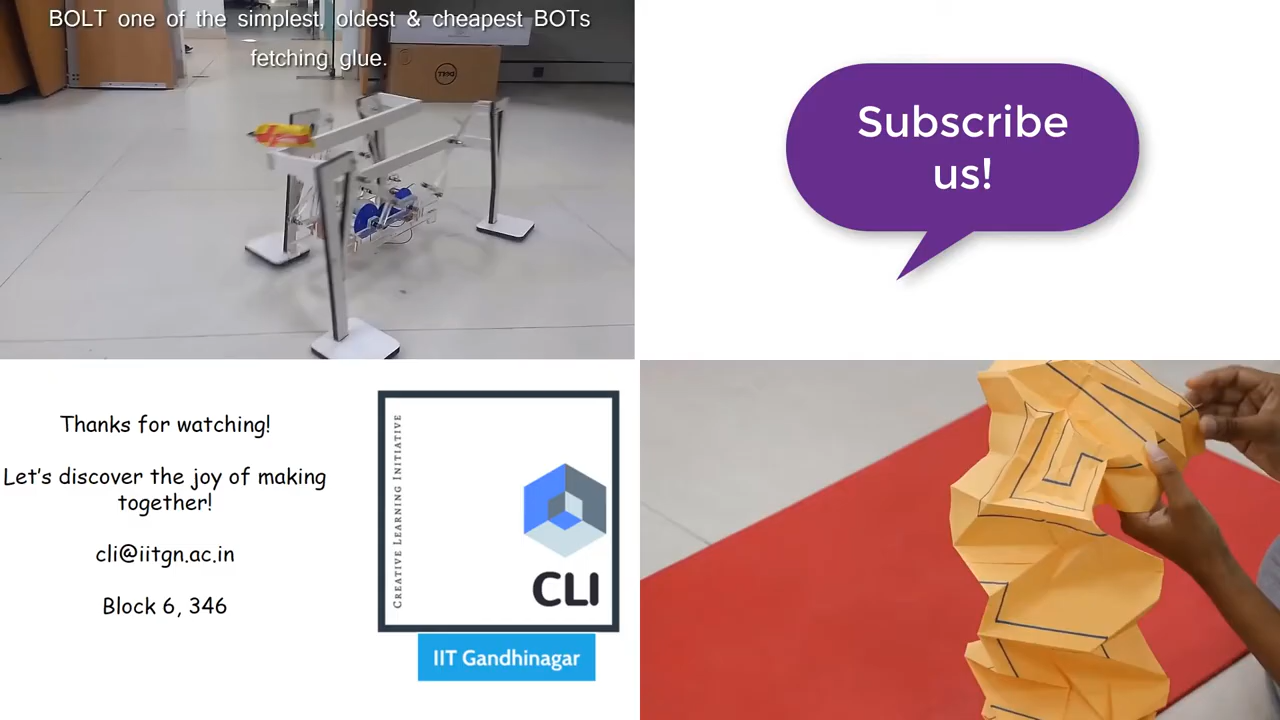 BOLT one of the simplest, oldest & cheapest BOTs
fetching glue.
DELL
Subscribe
us!
Thanks for watching!
Let's discover the joy of making
together!
cli@iitgn.ac.in
Block 6, 346
CREATIVE LEARNING INITIATIVE
CLI
IIT Gandhinagar